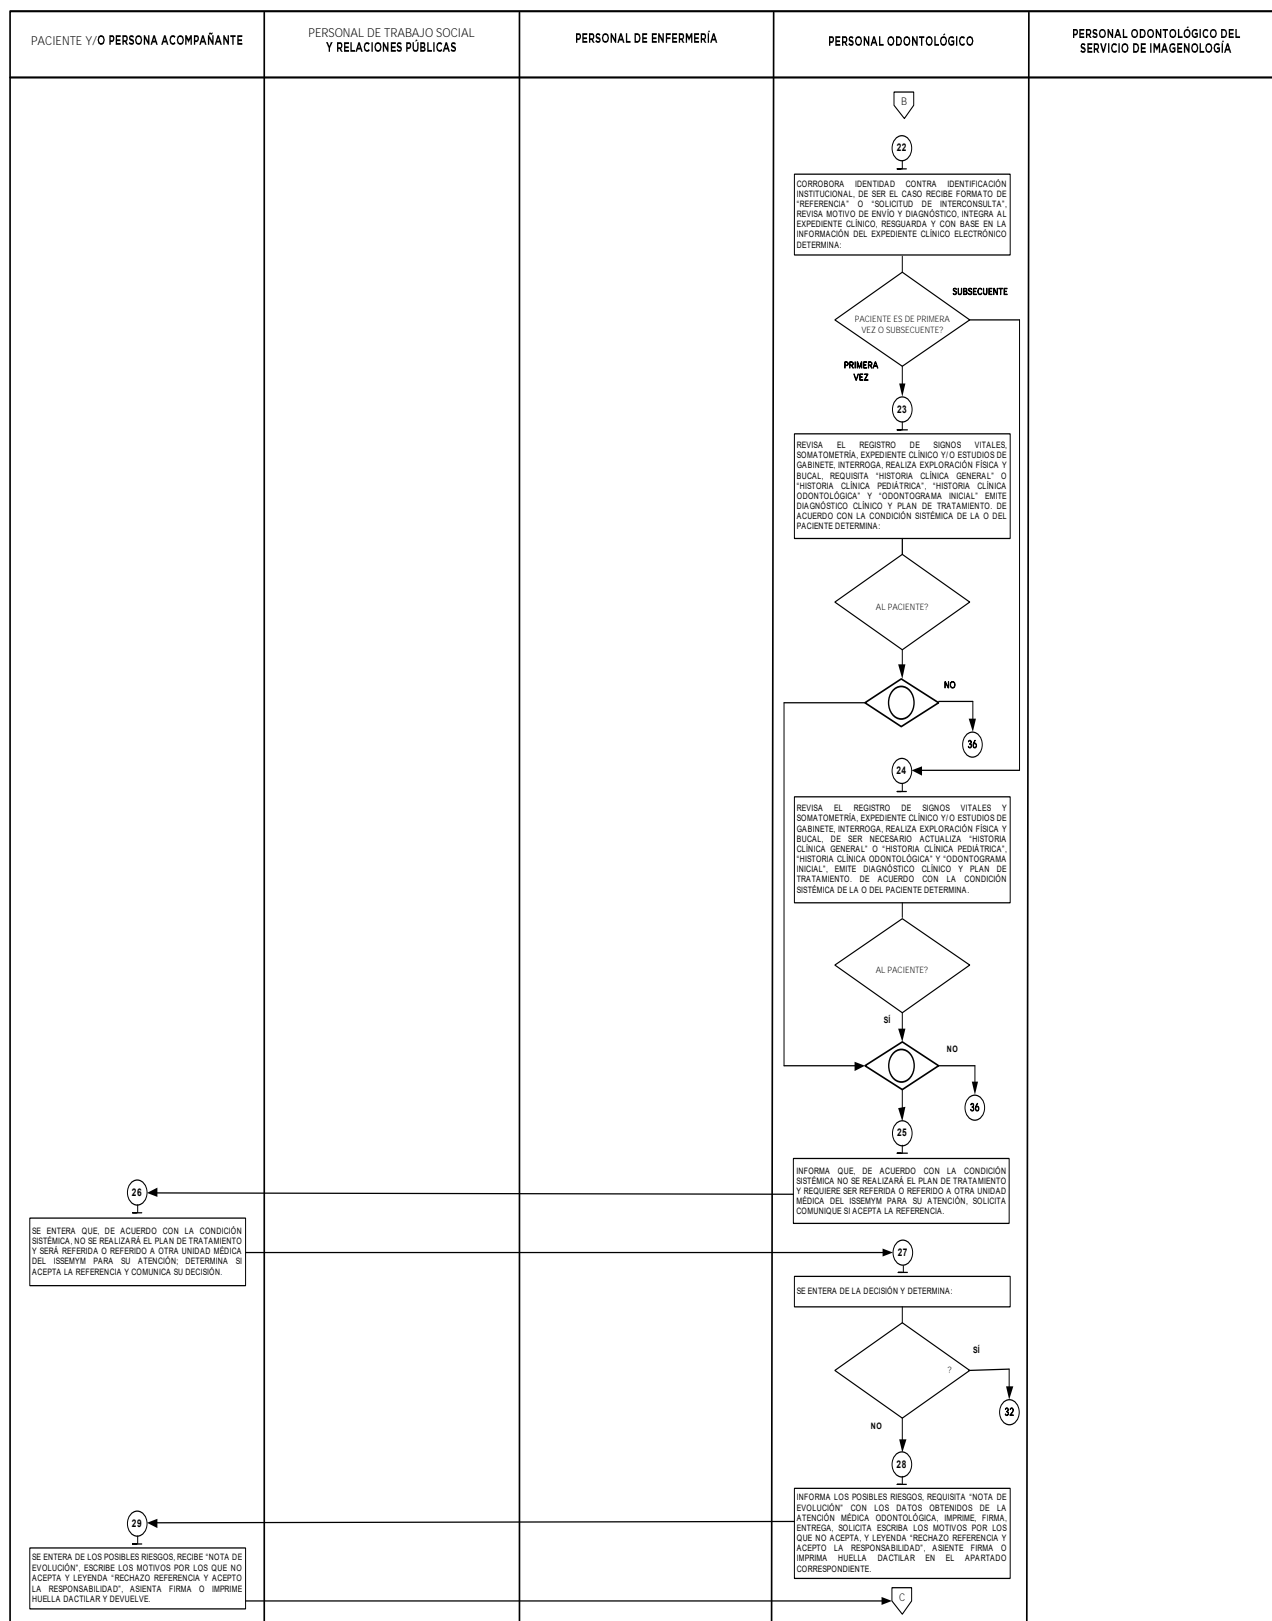 PACIENTE Y/O PERSONA ACOMPAÑANTE
PERSONAL DE TRABAJO SOCIAL
Y RELACIONES PÚBLICAS
PERSONAL DE ENFERMERÍA
PERSONAL ODONTOLÓGICO
PERSONAL ODONTOLÓGICO DEL
SERVICIO DE IMAGENOLOGÍA
B
22
CORROBORA IDENTIDAD CONTRA IDENTIFICACIÓN
INSTITUCIONAL, DE SER EL CASO RECIBE FORMATO DE
"REFERENCIA" O "SOLICITUD DE INTERCONSULTA",
REVISA MOTIVO DE ENVÍO Y DIAGNÓSTICO, INTEGRA AL
EXPEDIENTE CLÍNICO, RESGUARDA Y CON BASE EN LA
INFORMACIÓN DEL EXPEDIENTE CLÍNICO ELECTRÓNICO
DETERMINA:
SUBSECUENTE
PACIENTE ES DE PRIMERA
VEZ O SUBSECUENTE?
PRIMERA
VEZ
23
REVISA EL REGISTRO DE SIGNOS VITALES,
SOMATOMETRÍA, EXPEDIENTE CLÍNICO Y/O ESTUDIOS DE
GABINETE, INTERROGA, REALIZA EXPLORACIÓN FÍSICA Y
BUCAL, REQUISITA "HISTORIA CLÍNICA GENERAL" O
"HISTORIA CLÍNICA PEDIÁTRICA", "HISTORIA CLÍNICA
ODONTOLÓGICA" Y "ODONTOGRAMA INICIAL" EMITE
DIAGNÓSTICO CLÍNICO Y PLAN DE TRATAMIENTO. DE
ACUERDO CON LA CONDICIÓN SISTÉMICA DE LA O DEL
PACIENTE DETERMINA:
AL PACIENTE?
NO
36
24
REVISA EL REGISTRO DE SIGNOS VITALES Y
SOMATOMETRÍA, EXPEDIENTE CLÍNICO Y/O ESTUDIOS DE
GABINETE, INTERROGA, REALIZA EXPLORACIÓN FÍSICA Y
BUCAL, DE SER NECESARIO ACTUALIZA "HISTORIA
CLÍNICA GENERAL" O "HISTORIA CLÍNICA PEDIÁTRICA",
"HISTORIA CLÍNICA ODONTOLÓGICA" Y "ODONTOGRAMA
INICIAL", EMITE DIAGNÓSTICO CLÍNICO Y PLAN DE
TRATAMIENTO. DE ACUERDO CON LA CONDICIÓN
SISTÉMICA DE LA O DEL PACIENTE DETERMINA.
AL PACIENTE?
SÍ
NO
36
25
INFORMA QUE, DE ACUERDO CON LA CONDICIÓN
SISTÉMICA NO SE REALIZARÁ EL PLAN DE TRATAMIENTO
Y REQUIERE SER REFERIDA O REFERIDO A OTRA UNIDAD
MÉDICA DEL ISSEMYM PARA SU ATENCIÓN, SOLICITA
COMUNIQUE SI ACEPTA LA REFERENCIA.
26
SE ENTERA QUE, DE ACUERDO CON LA CONDICIÓN
SISTÉMICA, NO SE REALIZARÁ EL PLAN DE TRATAMIENTO
Y SERÁ REFERIDA O REFERIDO A OTRA UNIDAD MÉDICA
DEL ISSEMYM PARA SU ATENCIÓN; DETERMINA SI
ACEPTA LA REFERENCIA Y COMUNICA SU DECISIÓN.
27
SE ENTERA DE LA DECISIÓN Y DETERMINA:
?
SÍ
32
NO
28
INFORMA LOS POSIBLES RIESGOS, REQUISITA "NOTA DE
EVOLUCIÓN" CON LOS DATOS OBTENIDOS DE LA
ATENCIÓN MÉDICA ODONTOLÓGICA, IMPRIME, FIRMA,
ENTREGA, SOLICITA ESCRIBA LOS MOTIVOS POR LOS
QUE NO ACEPTA, Y LEYENDA "RECHAZO REFERENCIA Y
ACEPTO LA RESPONSABILIDAD", ASIENTE FIRMA O
IMPRIMA HUELLA DACTILAR EN EL APARTADO
CORRESPONDIENTE.
29
SE ENTERA DE LOS POSIBLES RIESGOS, RECIBE "NOTA DE
EVOLUCIÓN", ESCRIBE LOS MOTIVOS POR LOS QUE NO
ACEPTA Y LEYENDA "RECHAZO REFERENCIA Y ACEPTO
LA RESPONSABILIDAD", ASIENTA FIRMA O IMPRIME
HUELLA DACTILAR Y DEVUELVE.
C